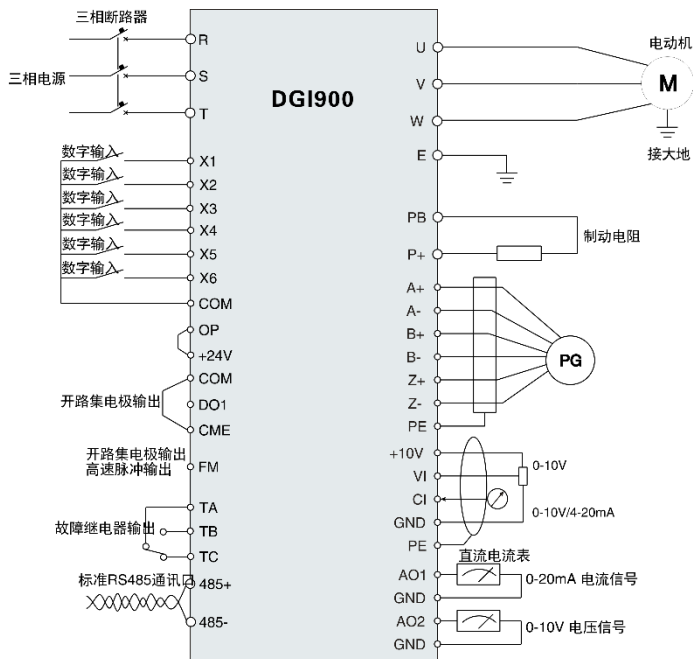 三相断路器
三相电源
R
S
T
DGI900
U
V
W
E
电动机
M
接大地
数字输入
数字输入
数字输入
数字输入
数字输入
数字输入
X1
X2
X3
X4
X5
X6
COM
OP
+24V
COM
DO1
CME
开路集电极输出
开路集电极输出
高速脉冲输出
FM
TA
TB
TC
故障继电器输出
标准RS485通讯口
485+
485-
PB
P+
制动电阻
A+
A-
B+
B-
Z+
Z-
PE
PG
+10V
VI
CI
GND
PE
0-10V
0-10V/4-20mA
直流电流表
AO1
GND
AO2
GND
0-20mA 电流信号
0-10V 电压信号